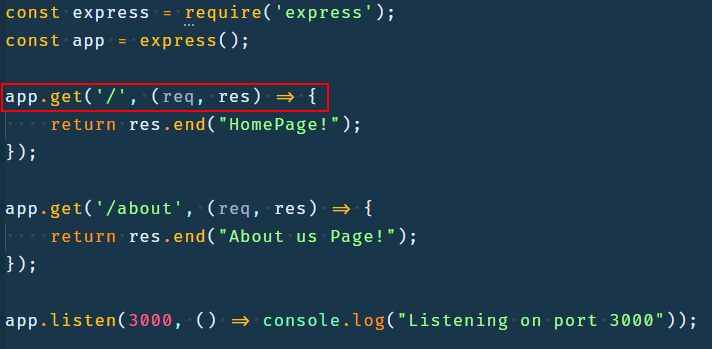 const express = require('express');
const app = express();
app.get('/', (req, res) => {
return res.end("HomePage!");
});
app.get('/about', (req, res) => {
return res.end("About us Page!");
});
app.listen(3000, () => console.log("Listening on port 3000"));